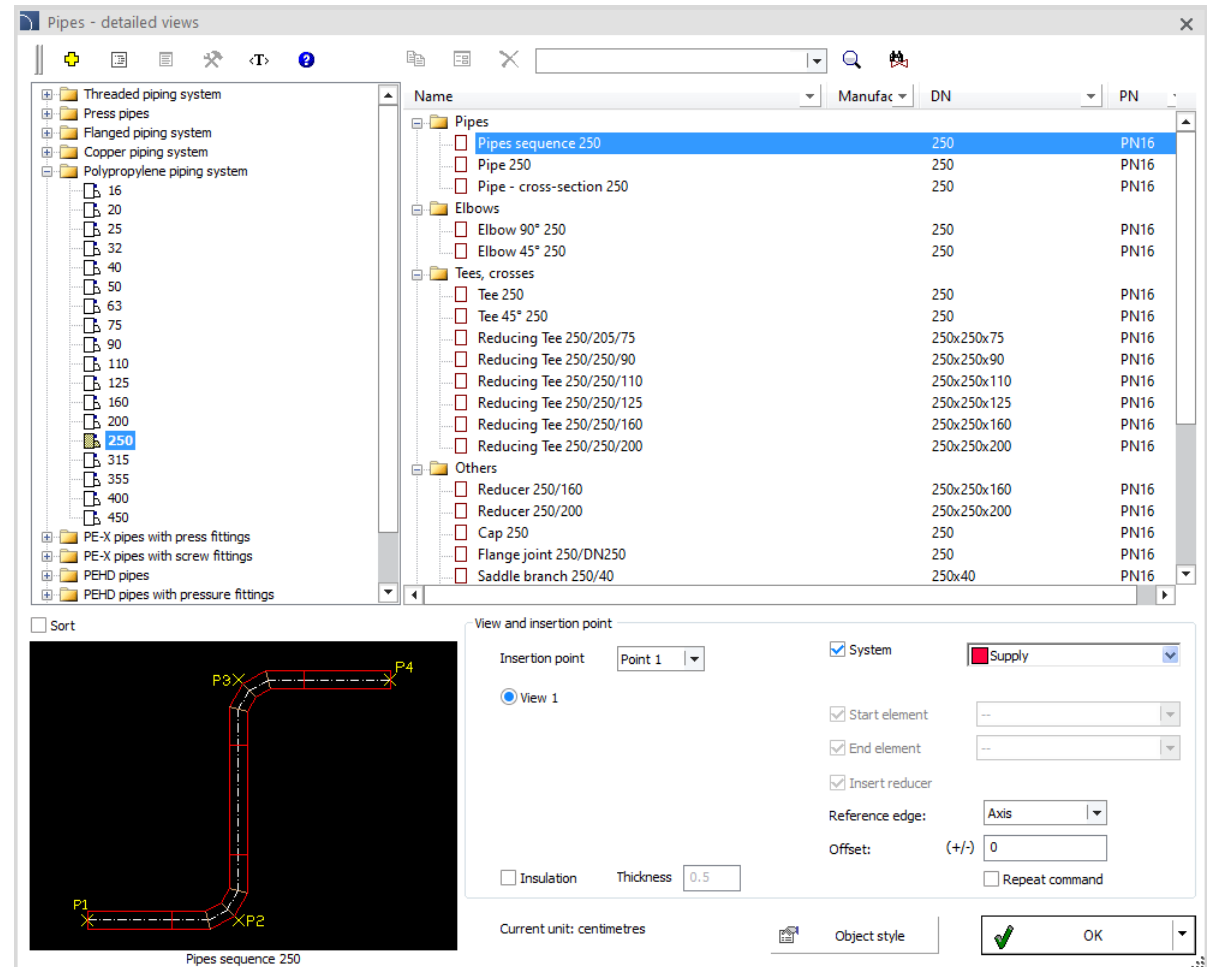 Pipes - detailed views
<T>
Threaded piping system
Press pipes
Flanged piping system
Copper piping system
Polypropylene piping system
16
20
25
32
40
50
63
75
90
110
125
160
200
250
315
355
400
450
PE-X pipes with press fittings
PE-X pipes with screw fittings
PEHD pipes
PEHD pipes with pressure fittings
Name Manufac DN PN
Pipes
Pipes sequence 250 250 PN16
Pipe 250 250 PN16
Pipe - cross-section 250 250 PN16
Elbows
Elbow 90° 250 250 PN16
Elbow 45° 250 250 PN16
Tees, crosses
Tee 250 250 PN16
Tee 45° 250 250 PN16
Reducing Tee 250/205/75 250x250x75 PN16
Reducing Tee 250/250/90 250x250x90 PN16
Reducing Tee 250/250/110 250x250x110 PN16
Reducing Tee 250/250/125 250x250x125 PN16
Reducing Tee 250/250/160 250x250x160 PN16
Reducing Tee 250/250/200 250x250x200 PN16
Others
Reducer 250/160 250x250x160 PN16
Reducer 250/200 250x250x200 PN16
Cap 250 250 PN16
Flange joint 250/DN250 250 PN16
Saddle branch 250/40 250x40 PN16
Sort
P3 P4
P1 P2
Pipes sequence 250
View and insertion point
Insertion point Point 1
View 1
Insulation Thickness 0.5
System Supply
Start element --
End element --
Insert reducer
Reference edge: Axis
Offset: (+/-) 0
Repeat command
Current unit: centimetres
Object style
OK